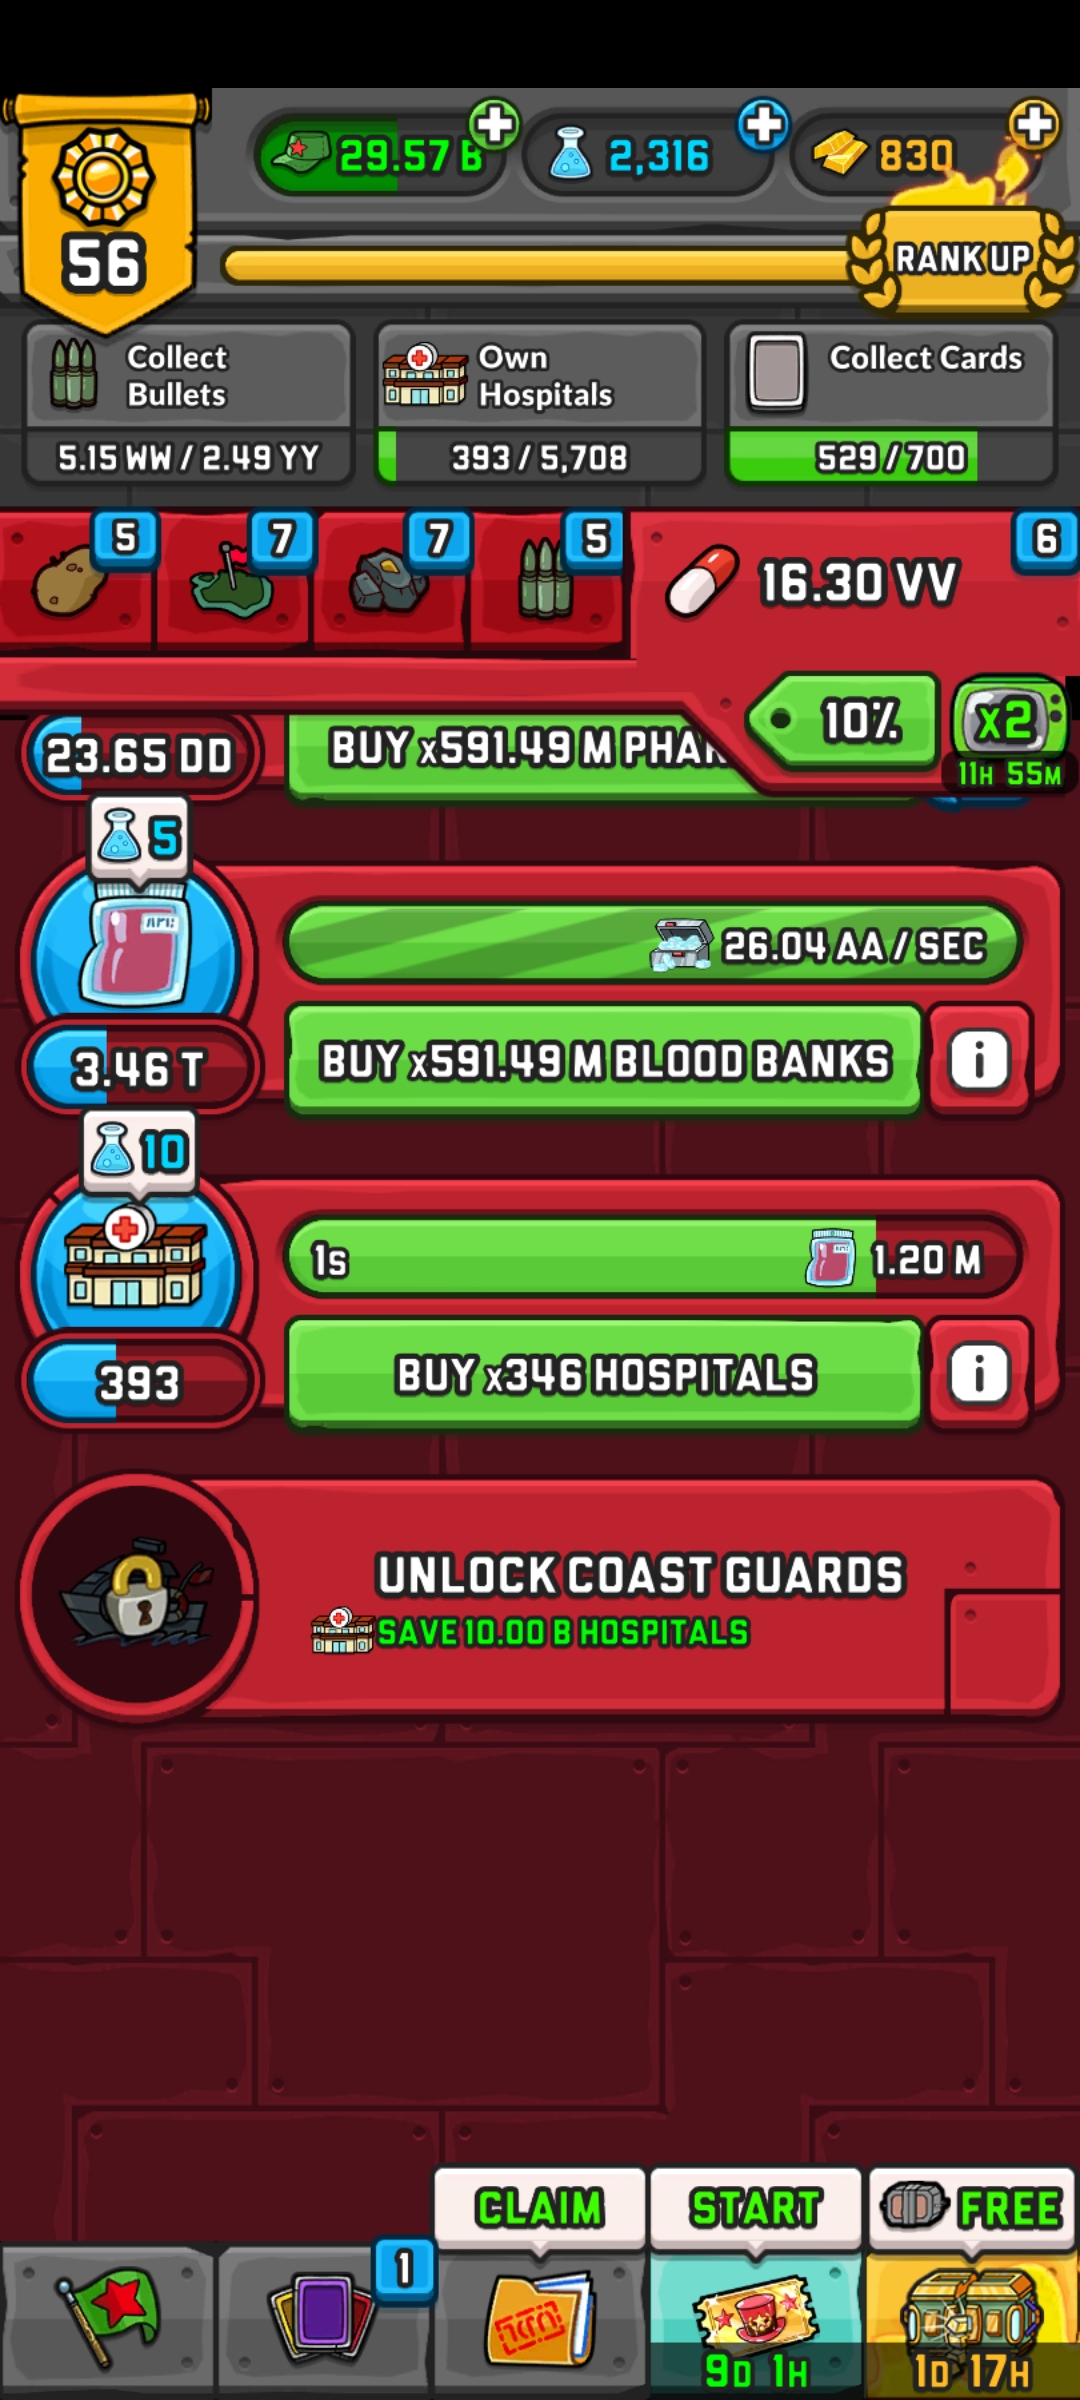 29.57 B
2,316
830
56
RANK UP
Collect Bullets
5.15 WW / 2.49 YY
Own Hospitals
393 / 5,708
Collect Cards
529 / 700
5
7
7
5
6
16.30 VV
10%
x2
11H 55M
23.65 DD
BUY x591.49 M PHAR
5
26.04 AA / SEC
3.46 T
BUY x591.49 M BLOOD BANKS
i
10
1s
1.20 M
393
BUY x346 HOSPITALS
i
UNLOCK COAST GUARDS
SAVE 10.00 B HOSPITALS
CLAIM
START
FREE
1
9D 1H
1D 17H